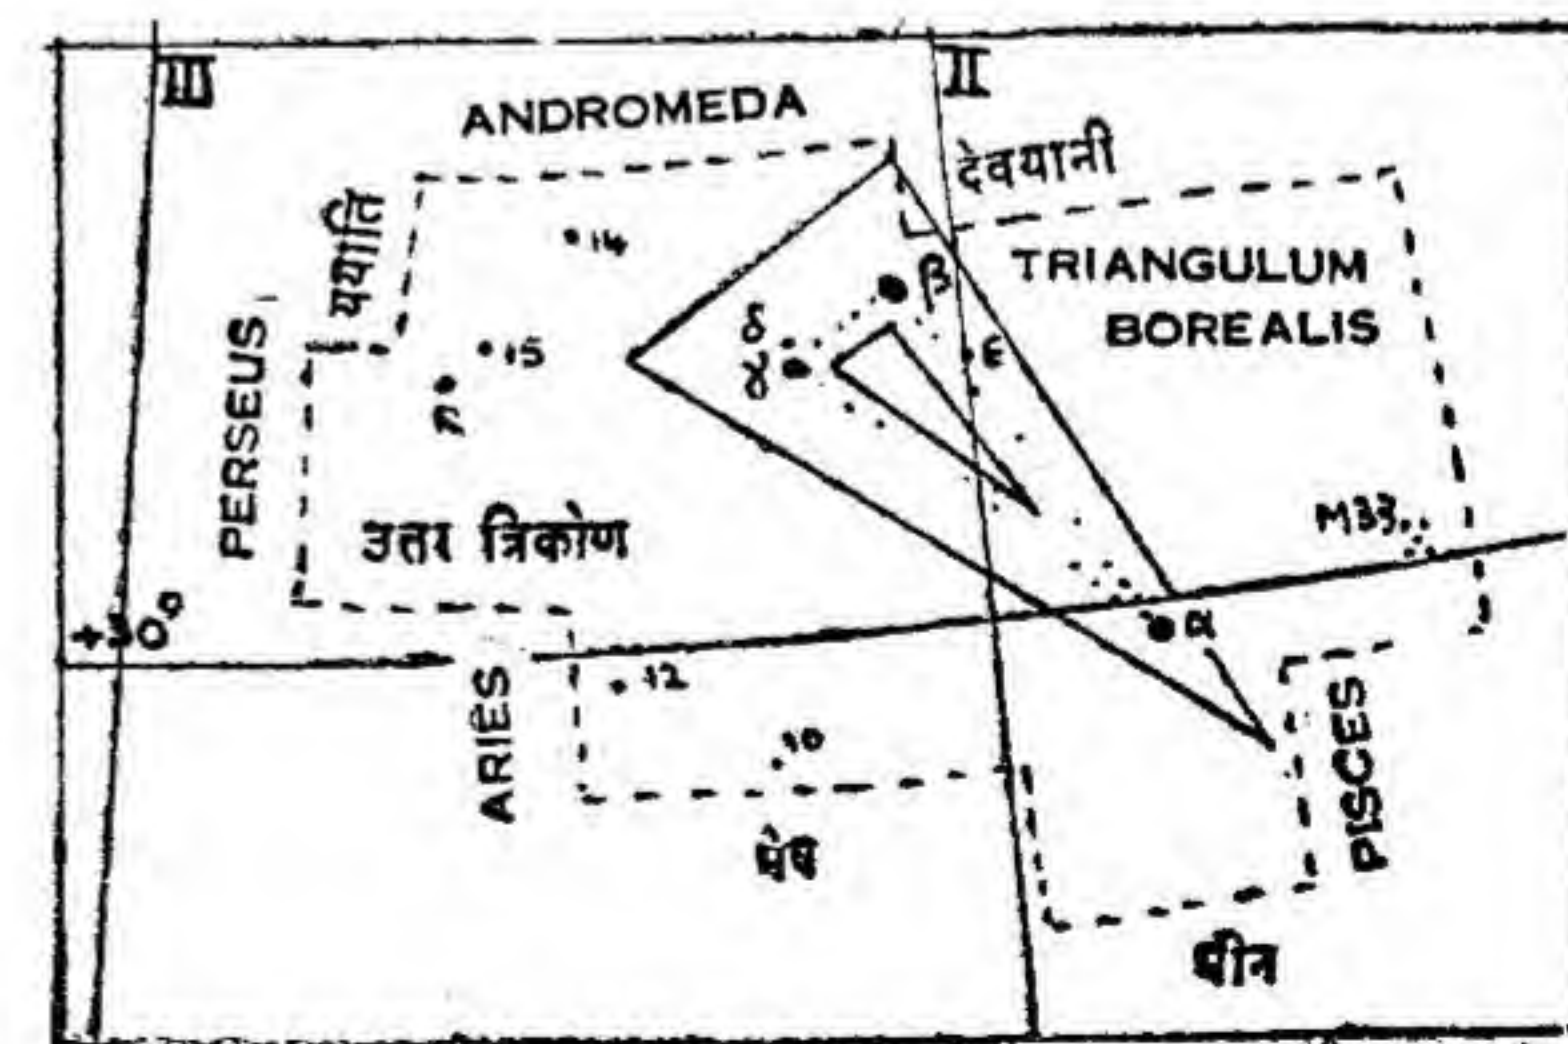 III
II
ANDROMEDA
देवयानी
ययाति
14
TRIANGULUM
BOREALIS
β
δ
15
ε
PERSEUS
M33
उत्तर त्रिकोण
+30°
α
12
ARIES
10
PISCES
मेष
मीन